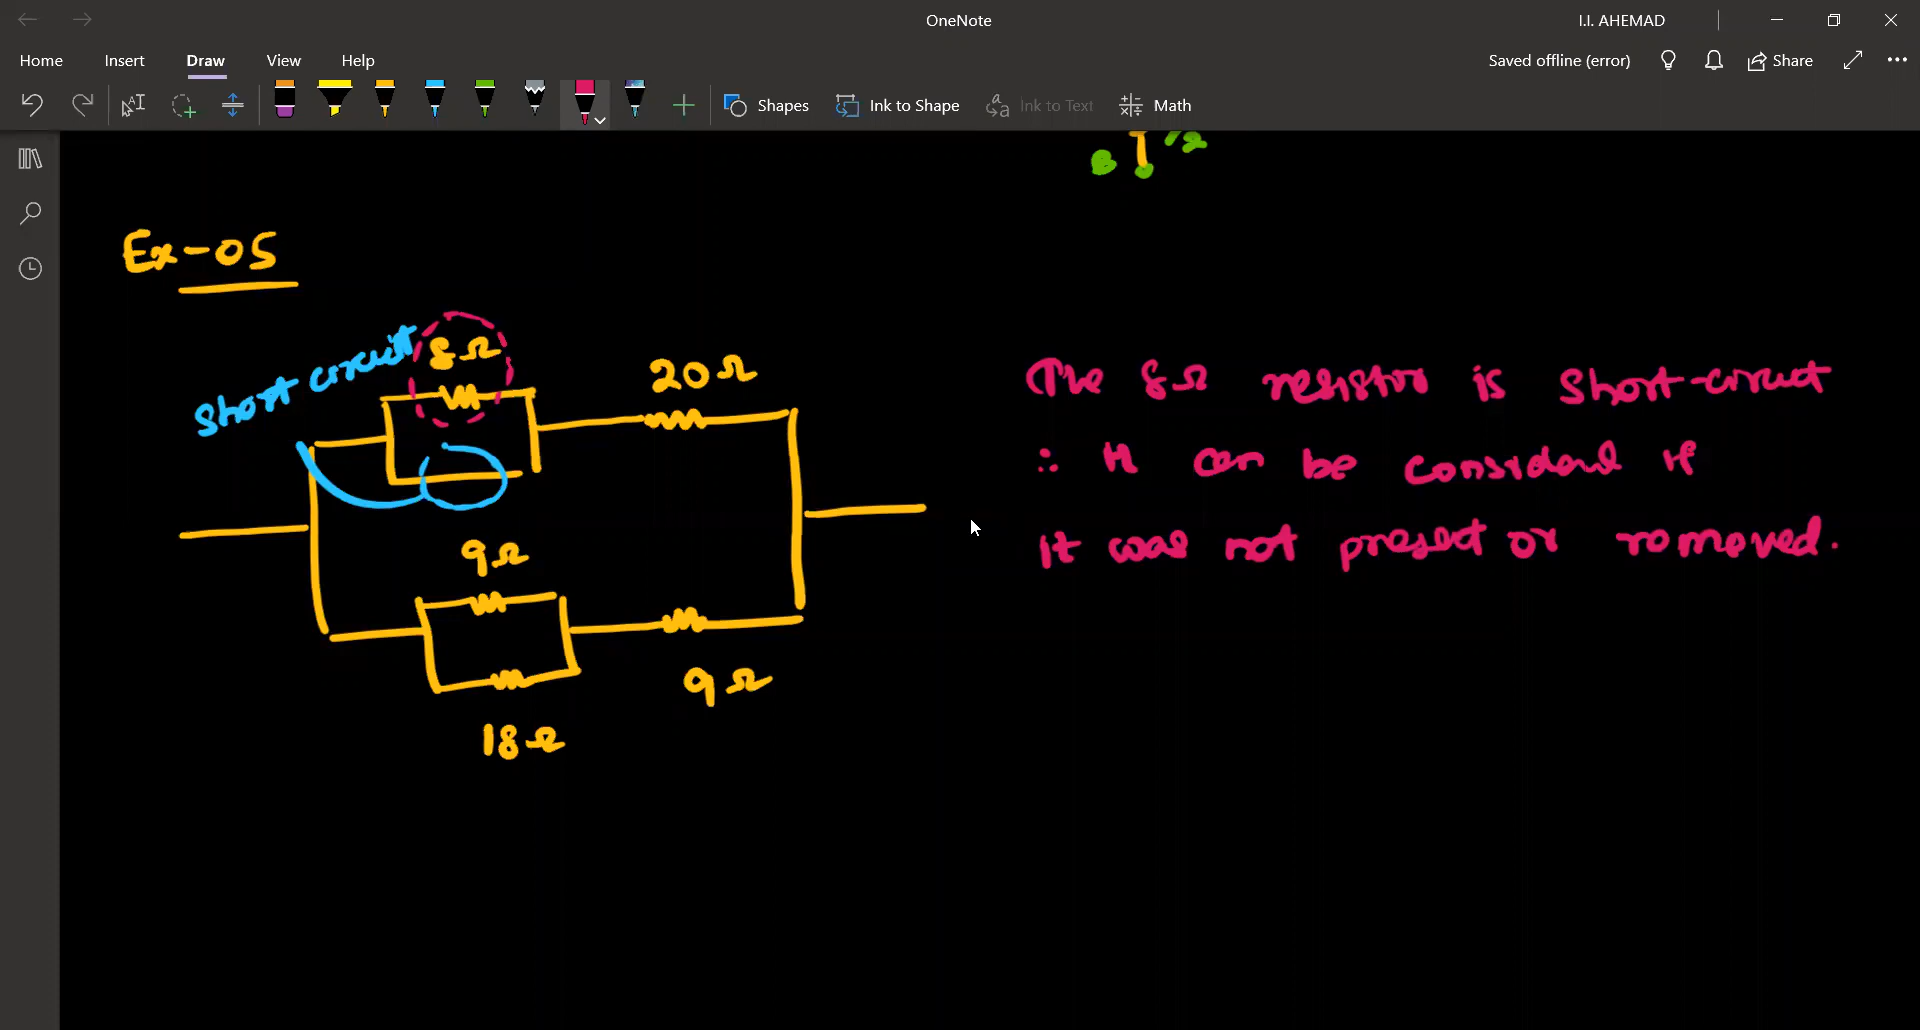 OneNote
I.I. AHEMAD
Home Insert Draw View Help
Saved offline (error) Share
Shapes Ink to Shape Ink to Text Math
Ex-05
short circuit
8Ω
20Ω
The 8Ω resistor is short-circuit
∴ It can be considerd if
it was not present or romoved.
9Ω
9Ω
18Ω